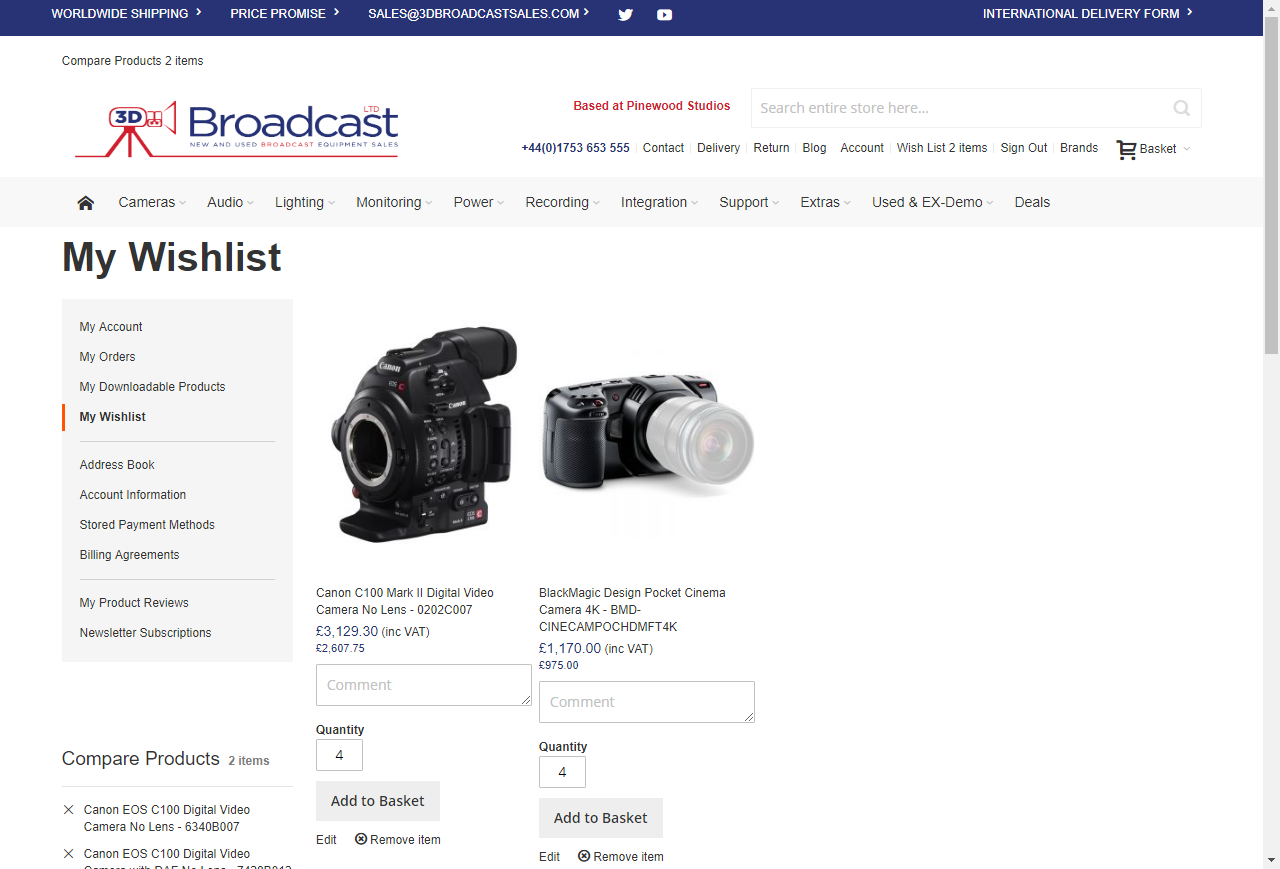 WORLDWIDE SHIPPING
PRICE PROMISE
SALES@3DBROADCASTSALES.COM
INTERNATIONAL DELIVERY FORM
Compare Products 2 items
3D Broadcast LTD
NEW AND USED BROADCAST EQUIPMENT SALES
Based at Pinewood Studios
Search entire store here...
+44(0)1753 653 555 Contact Delivery Return Blog Account Wish List 2 items Sign Out Brands Basket
Cameras Audio Lighting Monitoring Power Recording Integration Support Extras Used & EX-Demo Deals
My Wishlist
My Account
My Orders
My Downloadable Products
My Wishlist
Address Book
Account Information
Stored Payment Methods
Billing Agreements
My Product Reviews
Newsletter Subscriptions
Compare Products 2 items
Canon EOS C100 Digital Video
Camera No Lens - 6340B007
Canon EOS C100 Digital Video
Canon
EOS C
Canon
Canon C100 Mark II Digital Video
Camera No Lens - 0202C007
£3,129.30 (inc VAT)
£2,607.75
Comment
Quantity
4
Add to Basket
Edit Remove item
BlackMagic Design Pocket Cinema
Camera 4K - BMD-
CINECAMPOCHDMFT4K
£1,170.00 (inc VAT)
£975.00
Comment
Quantity
4
Add to Basket
Edit Remove item